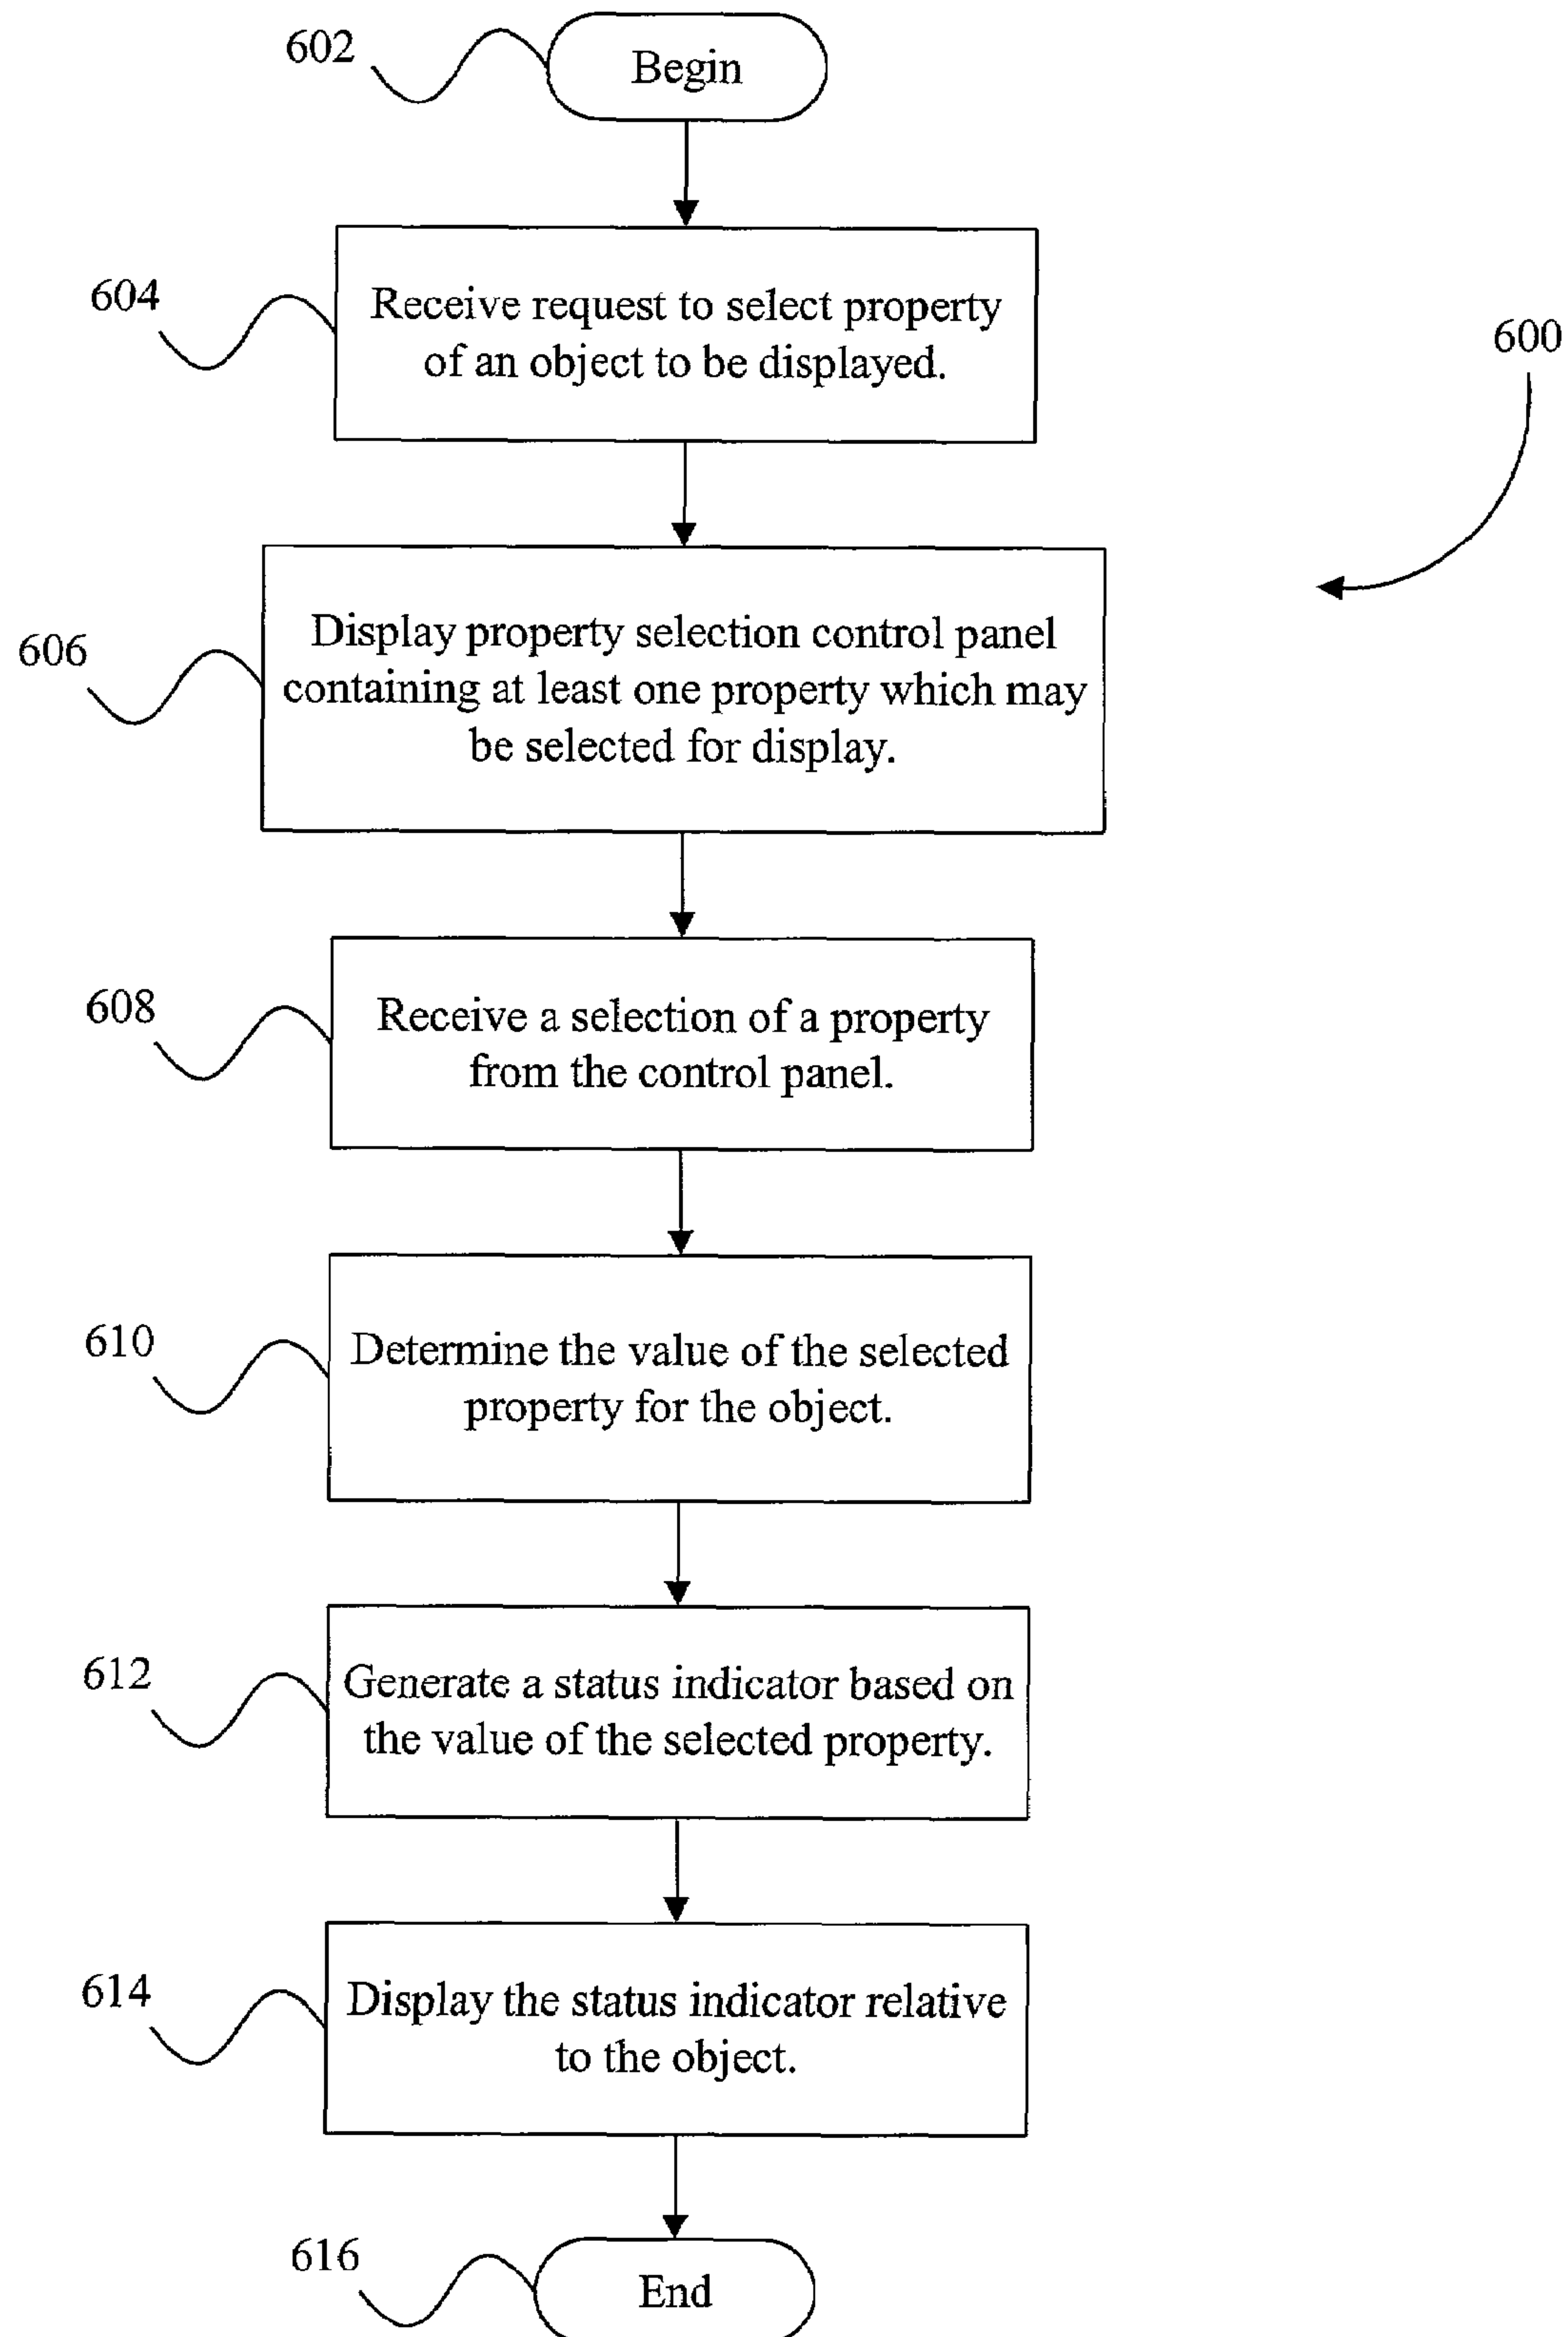 602
Begin
604
Receive request to select property
of an object to be displayed.
600
606
Display property selection control panel
containing at least one property which may
be selected for display.
608
Receive a selection of a property
from the control panel.
610
Determine the value of the selected
property for the object.
612
Generate a status indicator based on
the value of the selected property.
614
Display the status indicator relative
to the object.
616
End